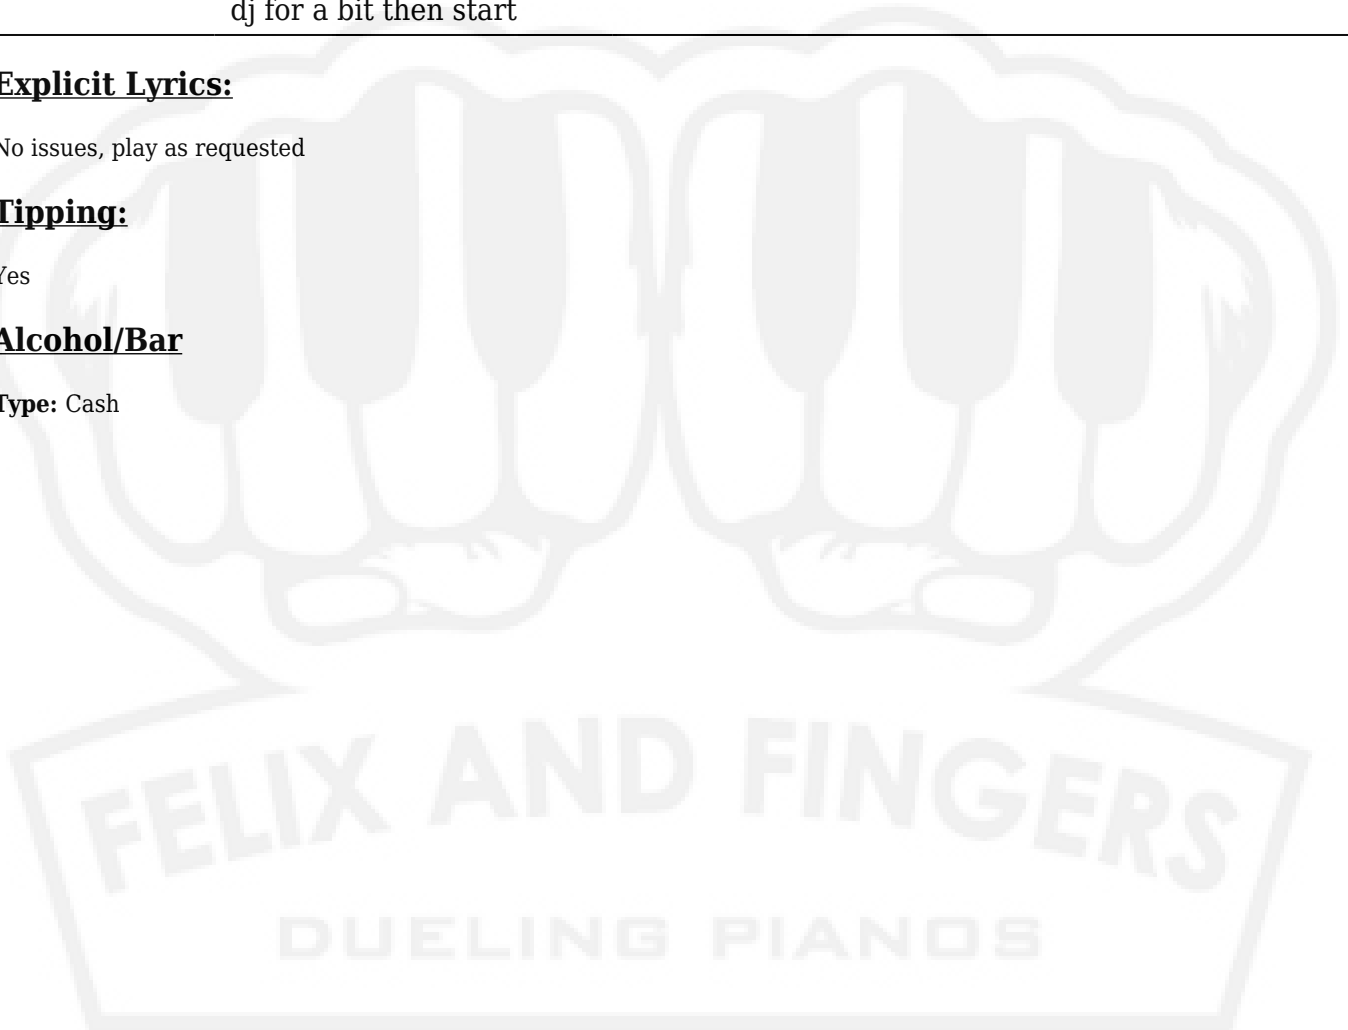 dj for a bit then start
Explicit Lyrics:
No issues, play as requested
Tipping:
Yes
Alcohol/Bar
Type: Cash
FELIX AND FINGERS
DUELING PIANOS